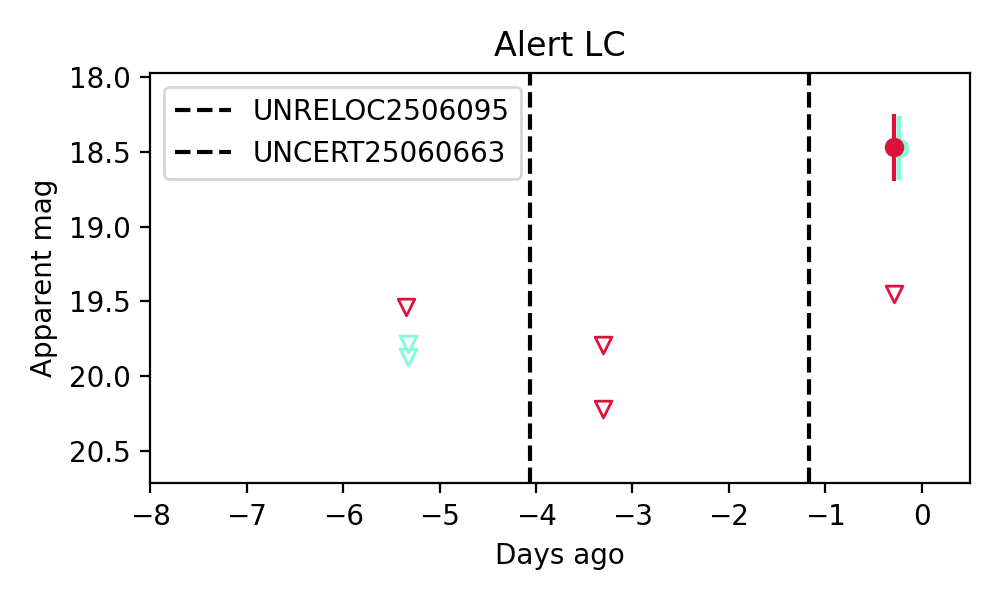 Alert LC
18.0
18.5
19.0
19.5
20.0
20.5
Apparent mag
UNRELOC2506095
UNCERT25060663
−8 −7 −6 −5 −4 −3 −2 −1 0
Days ago